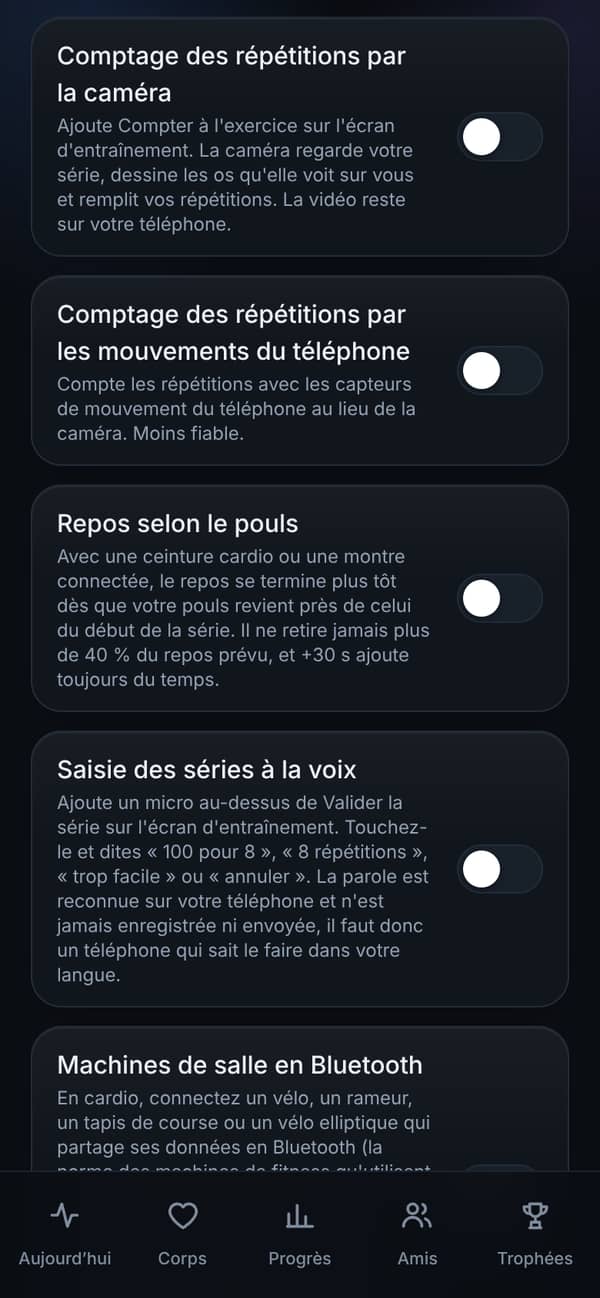 Comptage des répétitions par
la caméra
Ajoute Compter à l'exercice sur l'écran
d'entraînement. La caméra regarde votre
série, dessine les os qu'elle voit sur vous
et remplit vos répétitions. La vidéo reste
sur votre téléphone.
Comptage des répétitions par
les mouvements du téléphone
Compte les répétitions avec les capteurs
de mouvement du téléphone au lieu de la
caméra. Moins fiable.
Repos selon le pouls
Avec une ceinture cardio ou une montre
connectée, le repos se termine plus tôt
dès que votre pouls revient près de celui
du début de la série. Il ne retire jamais plus
de 40 % du repos prévu, et +30 s ajoute
toujours du temps.
Saisie des séries à la voix
Ajoute un micro au-dessus de Valider la
série sur l'écran d'entraînement. Touchez-
le et dites « 100 pour 8 », « 8 répétitions »,
« trop facile » ou « annuler ». La parole est
reconnue sur votre téléphone et n'est
jamais enregistrée ni envoyée, il faut donc
un téléphone qui sait le faire dans votre
langue.
Machines de salle en Bluetooth
En cardio, connectez un vélo, un rameur,
un tapis de course ou un vélo elliptique qui
partage ses données en Bluetooth (la
norme des machines de fitness qu'utilisent
Aujourd’hui
Corps
Progrès
Amis
Trophées